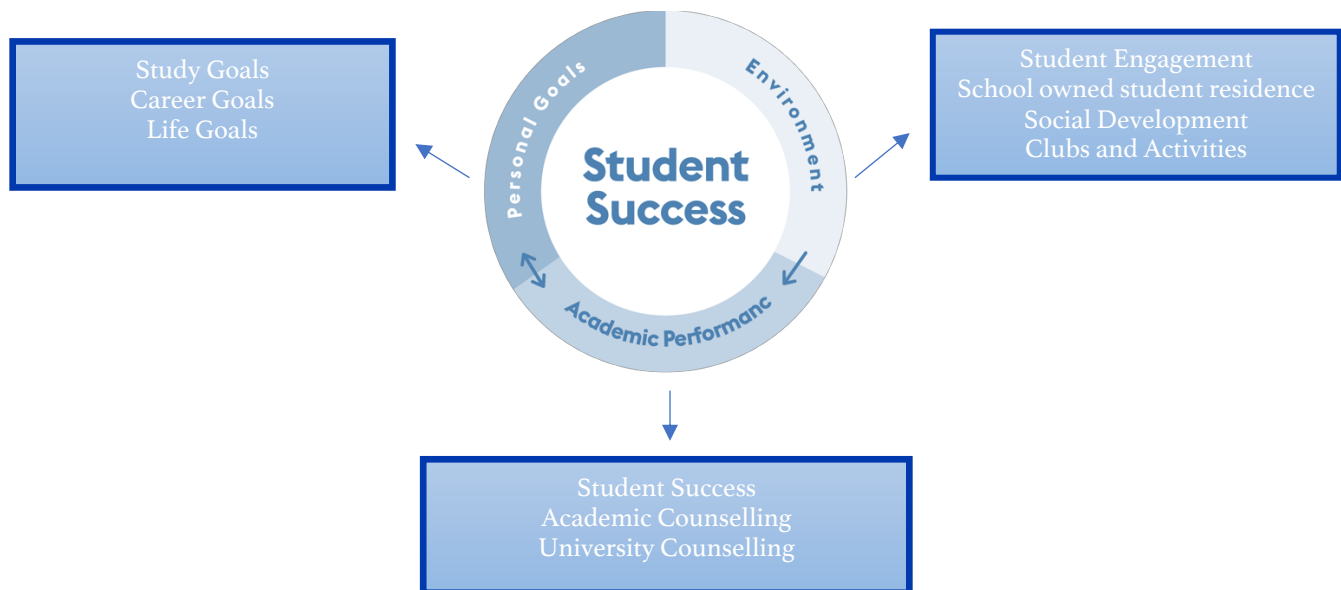 Study Goals
Career Goals
Life Goals
Personal Goals
Environment
Student
Success
Academic Performanc
Student Engagement
School owned student residence
Social Development
Clubs and Activities
Student Success
Academic Counselling
University Counselling